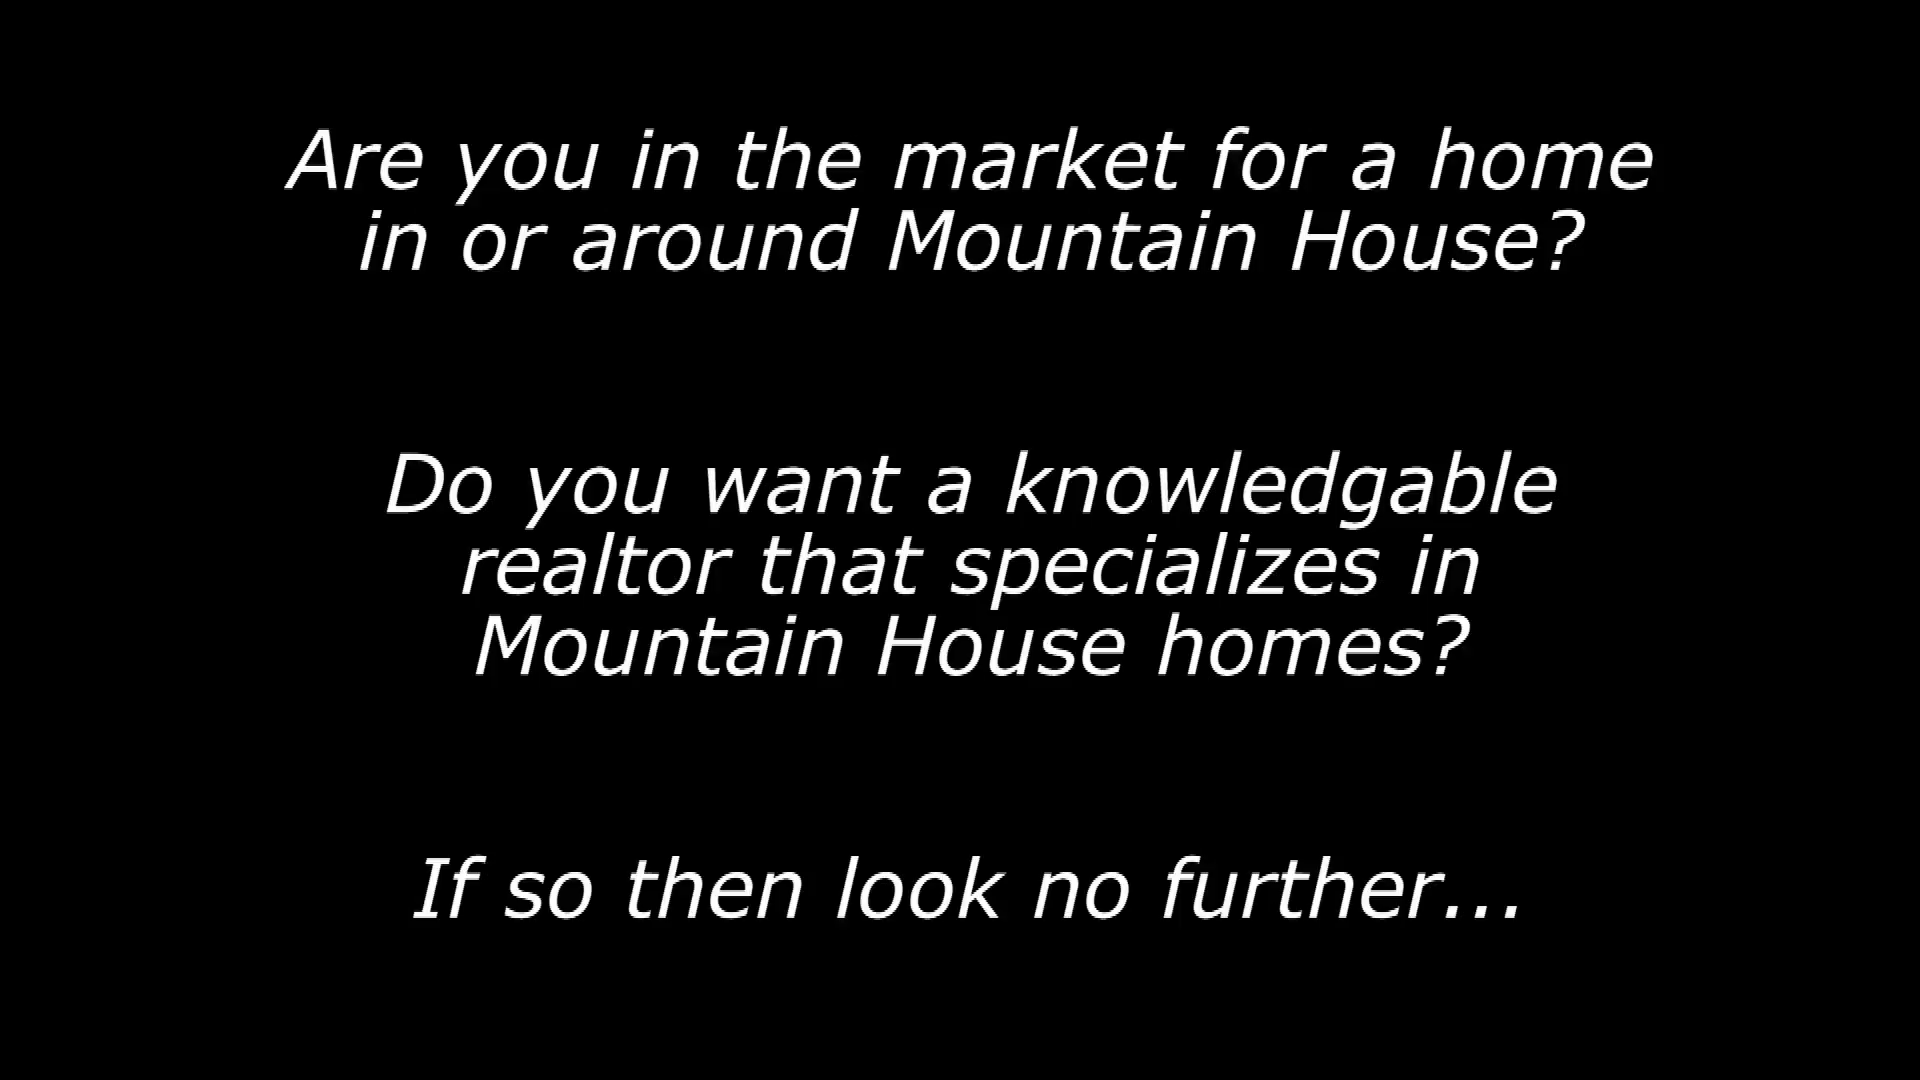 Are you in the market for a home
in or around Mountain House?
Do you want a knowledgable
realtor that specializes in
Mountain House homes?
If so then look no further...